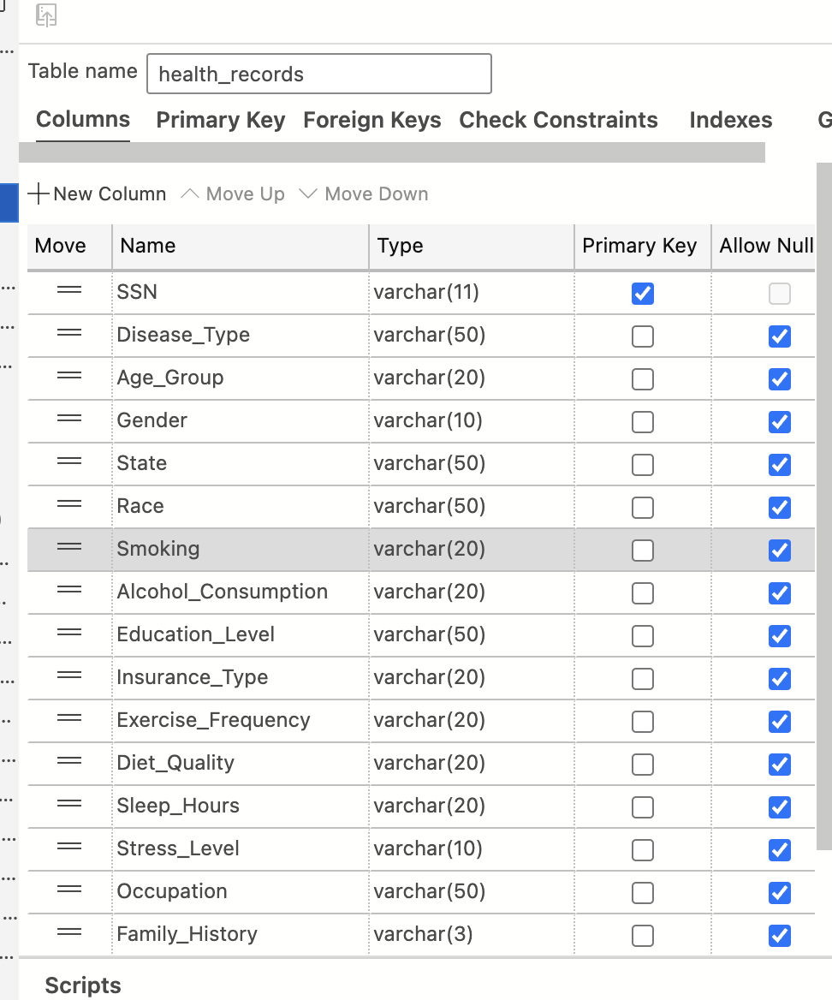 Table name health_records
Columns Primary Key Foreign Keys Check Constraints Indexes G
New Column Move Up Move Down
Move Name Type Primary Key Allow Null
SSN varchar(11)
Disease_Type varchar(50)
Age_Group varchar(20)
Gender varchar(10)
State varchar(50)
Race varchar(50)
Smoking varchar(20)
Alcohol_Consumption varchar(20)
Education_Level varchar(50)
Insurance_Type varchar(20)
Exercise_Frequency varchar(20)
Diet_Quality varchar(20)
Sleep_Hours varchar(20)
Stress_Level varchar(10)
Occupation varchar(50)
Family_History varchar(3)
Scripts